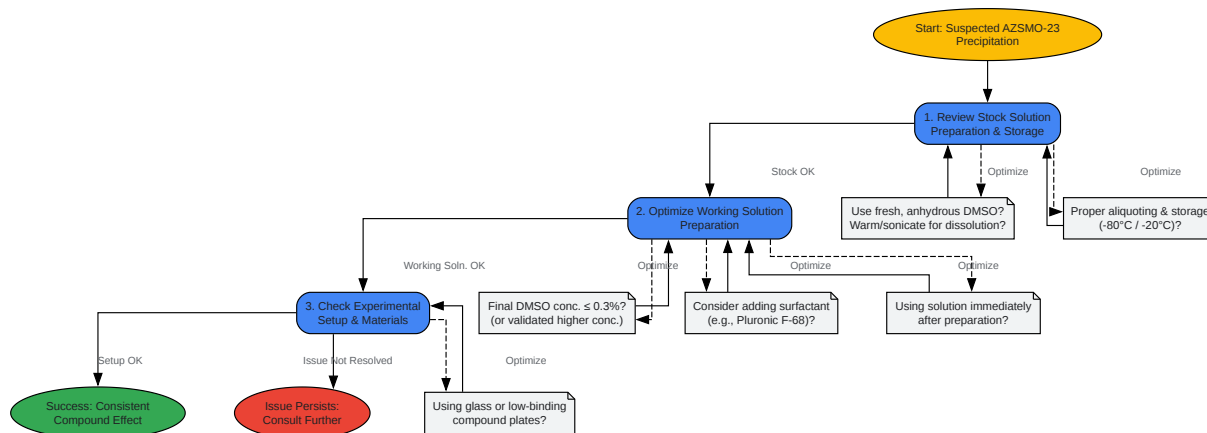 Start: Suspected AZSMO-23
Precipitation
1. Review Stock Solution
Preparation & Storage
Stock OK
Optimize
Optimize
Use fresh, anhydrous DMSO?
Warm/sonicate for dissolution?
Proper aliquoting & storage
(-80°C / -20°C)?
2. Optimize Working Solution
Preparation
Working Soln. OK
Optimize
Optimize
Optimize
Final DMSO conc. ≤ 0.3%?
(or validated higher conc.)
Consider adding surfactant
(e.g., Pluronic F-68)?
Using solution immediately
after preparation?
3. Check Experimental
Setup & Materials
Setup OK
Issue Not Resolved
Optimize
Success: Consistent
Compound Effect
Issue Persists:
Consult Further
Using glass or low-binding
compound plates?